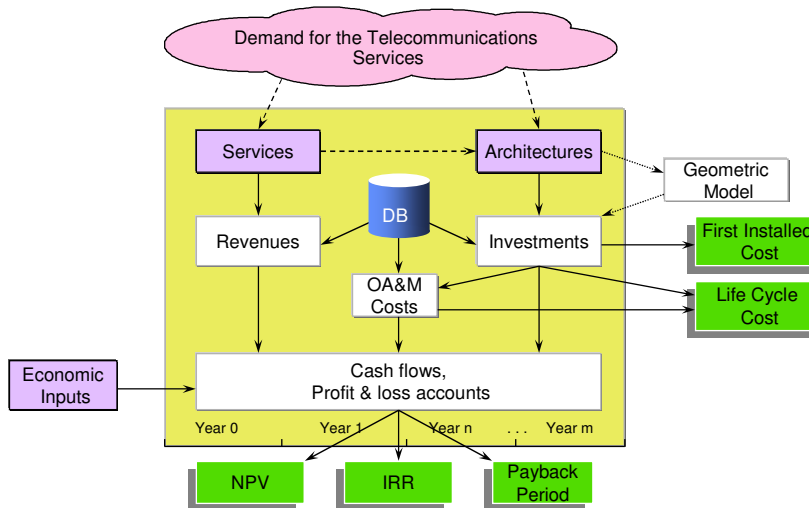 Demand for the Telecommunications
Services
Services
Architectures
Geometric
Model
DB
Revenues
Investments
First Installed
Cost
OA&M
Costs
Life Cycle
Cost
Economic
Inputs
Cash flows,
Profit & loss accounts
Year 0 Year 1 Year n . . . Year m
NPV
IRR
Payback
Period